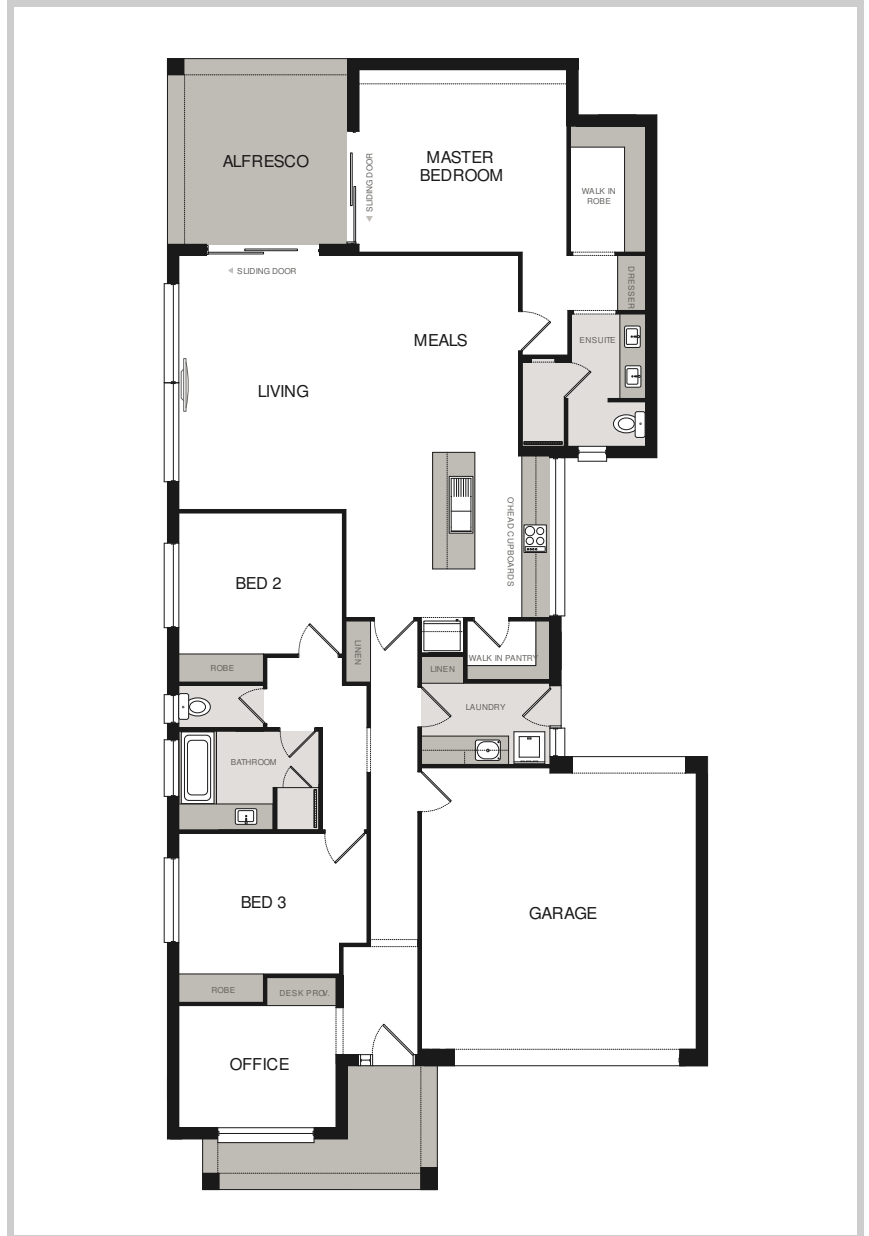 ALFRESCO
MASTER
BEDROOM
SLIDING DOOR
WALK IN
ROBE
SLIDING DOOR
DRESSER
MEALS
ENSUITE
LIVING
O'HEAD CUPBOARDS
BED 2
LINEN
WALK IN PANTRY
ROBE
LINEN
LAUNDRY
BATHROOM
BED 3
GARAGE
ROBE
DESK PROV.
OFFICE